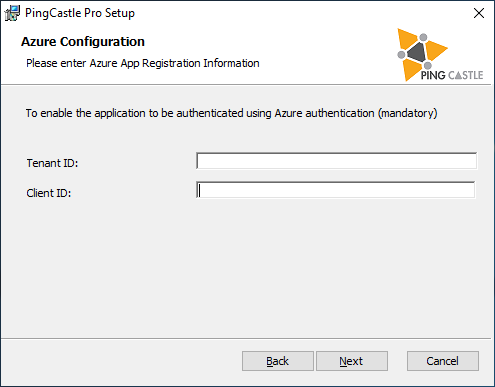 PingCastle Pro Setup
Azure Configuration
Please enter Azure App Registration Information
PING CASTLE
To enable the application to be authenticated using Azure authentication (mandatory)
Tenant ID:
Client ID:
Back Next Cancel